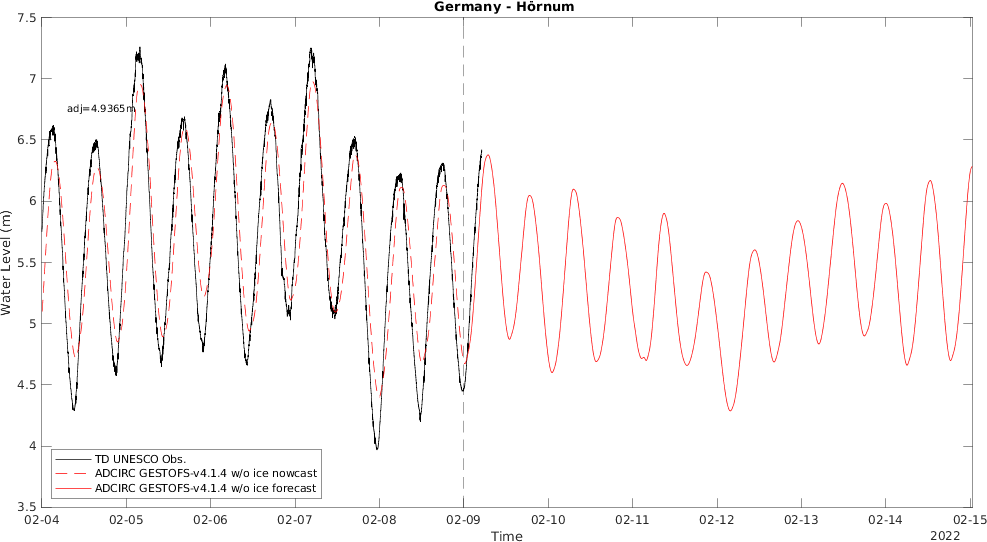 Germany - Hörnum
7.5
7
6.5
6
5.5
5
4.5
4
3.5
Water Level (m)
adj=4.9365m
TD UNESCO Obs.
ADCIRC GESTOFS-v4.1.4 w/o ice nowcast
ADCIRC GESTOFS-v4.1.4 w/o ice forecast
02-04 02-05 02-06 02-07 02-08 02-09 02-10 02-11 02-12 02-13 02-14 02-15
Time
2022